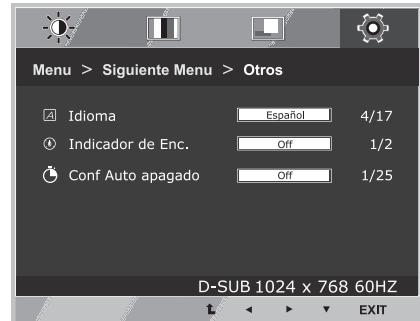 Menu > Siguiente Menu > Otros
Idioma Español 4/17
Indicador de Enc. Off 1/2
Conf Auto apagado Off 1/25
D-SUB 1024 x 768 60HZ
EXIT